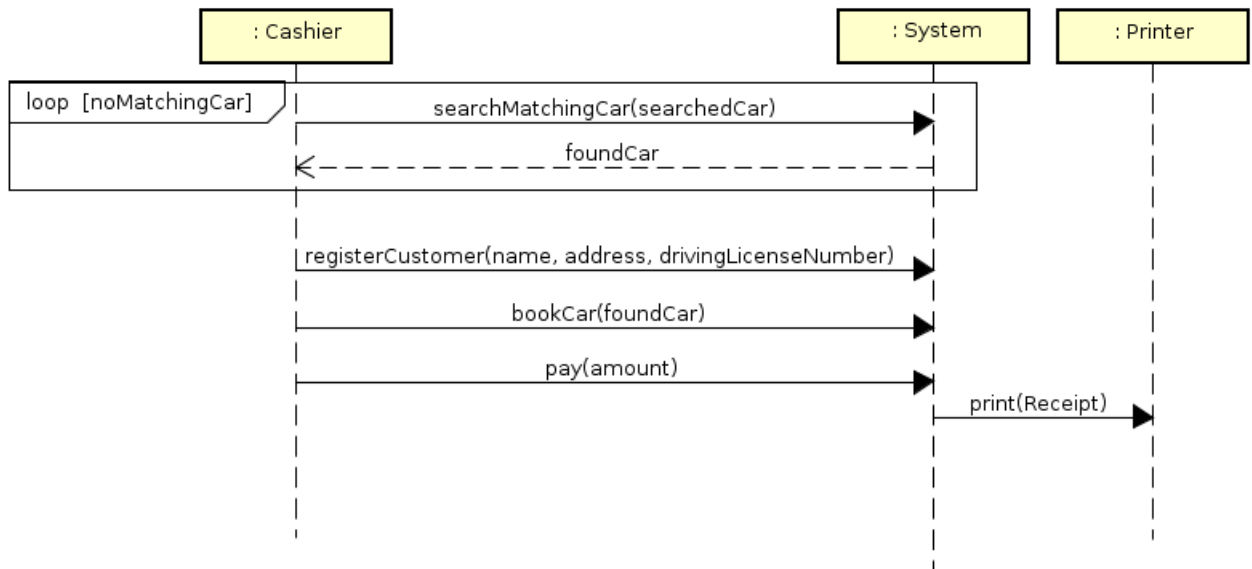 : Cashier
: System
: Printer
loop [noMatchingCar]
searchMatchingCar(searchedCar)
foundCar
registerCustomer(name, address, drivingLicenseNumber)
bookCar(foundCar)
pay(amount)
print(Receipt)